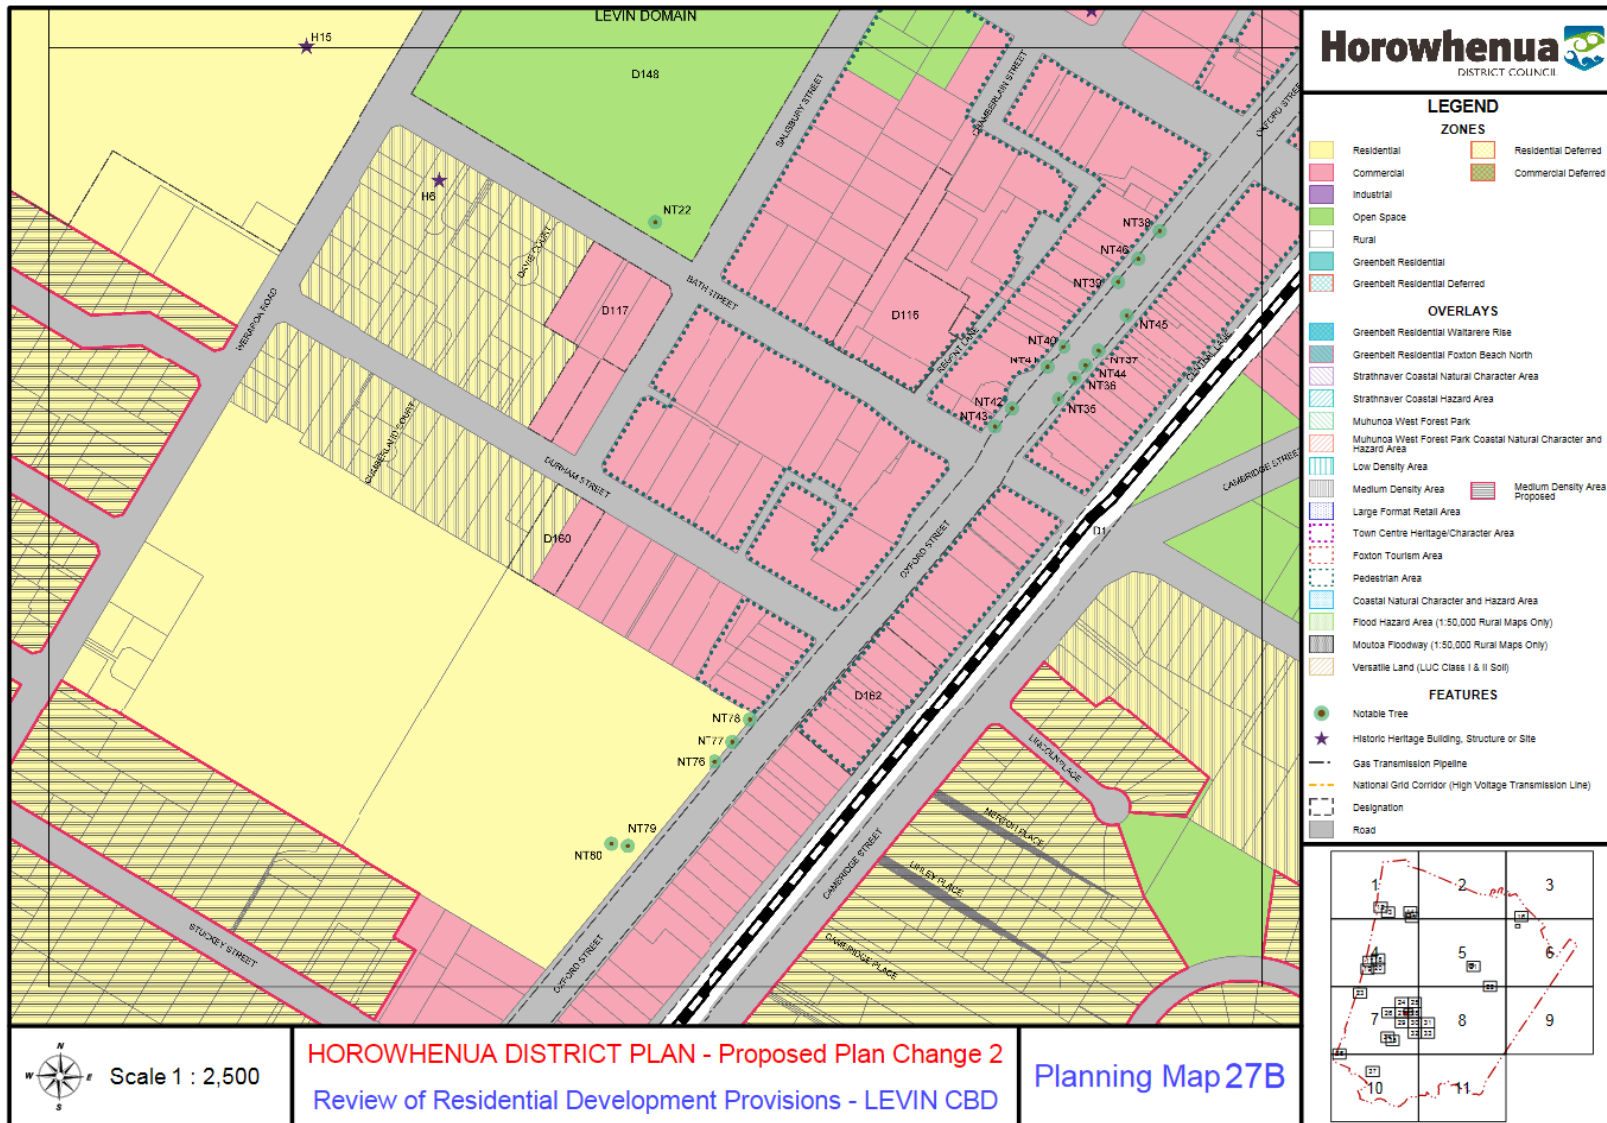 LEVIN DOMAIN
H15
D148
SALISBURY STREET
CHAMBERLAIN STREET
OXFORD STREET
H6
NT22
DAVIE COURT
WERAROA ROAD
BATH STREET
D117
D116
REGENT LANE
NT38
NT46
NT39
NT45
NT40
NT41
NT37
NT44
NT36
NT42
NT35
NT43
CENTRAL LANE
CAMBRIDGE STREET
D1
DURHAM STREET
D160
OXFORD STREET
D162
NT78
NT77
NT76
NT79
NT80
LINCOLN PLACE
MERTON PLACE
LINLEY PLACE
CAMBRIDGE STREET
CAMBRIDGE PLACE
STUCKEY STREET
OXFORD STREET
Horowhenua
DISTRICT COUNCIL
LEGEND
ZONES
Residential
Residential Deferred
Commercial
Commercial Deferred
Industrial
Open Space
Rural
Greenbelt Residential
Greenbelt Residential Deferred
OVERLAYS
Greenbelt Residential Waitarere Rise
Greenbelt Residential Foxton Beach North
Strathnaver Coastal Natural Character Area
Strathnaver Coastal Hazard Area
Muhunoa West Forest Park
Muhunoa West Forest Park Coastal Natural Character and
Hazard Area
Low Density Area
Medium Density Area
Medium Density Area
Proposed
Large Format Retail Area
Town Centre Heritage/Character Area
Foxton Tourism Area
Pedestrian Area
Coastal Natural Character and Hazard Area
Flood Hazard Area (1:50,000 Rural Maps Only)
Moutoa Floodway (1:50,000 Rural Maps Only)
Versatile Land (LUC Class I & II Soil)
FEATURES
Notable Tree
Historic Heritage Building, Structure or Site
Gas Transmission Pipeline
National Grid Corridor (High Voltage Transmission Line)
Designation
Road
1
2
3
4
5
6
7
8
9
10
11
N
W
E
S
Scale 1 : 2,500
HOROWHENUA DISTRICT PLAN - Proposed Plan Change 2
Review of Residential Development Provisions - LEVIN CBD
Planning Map 27B